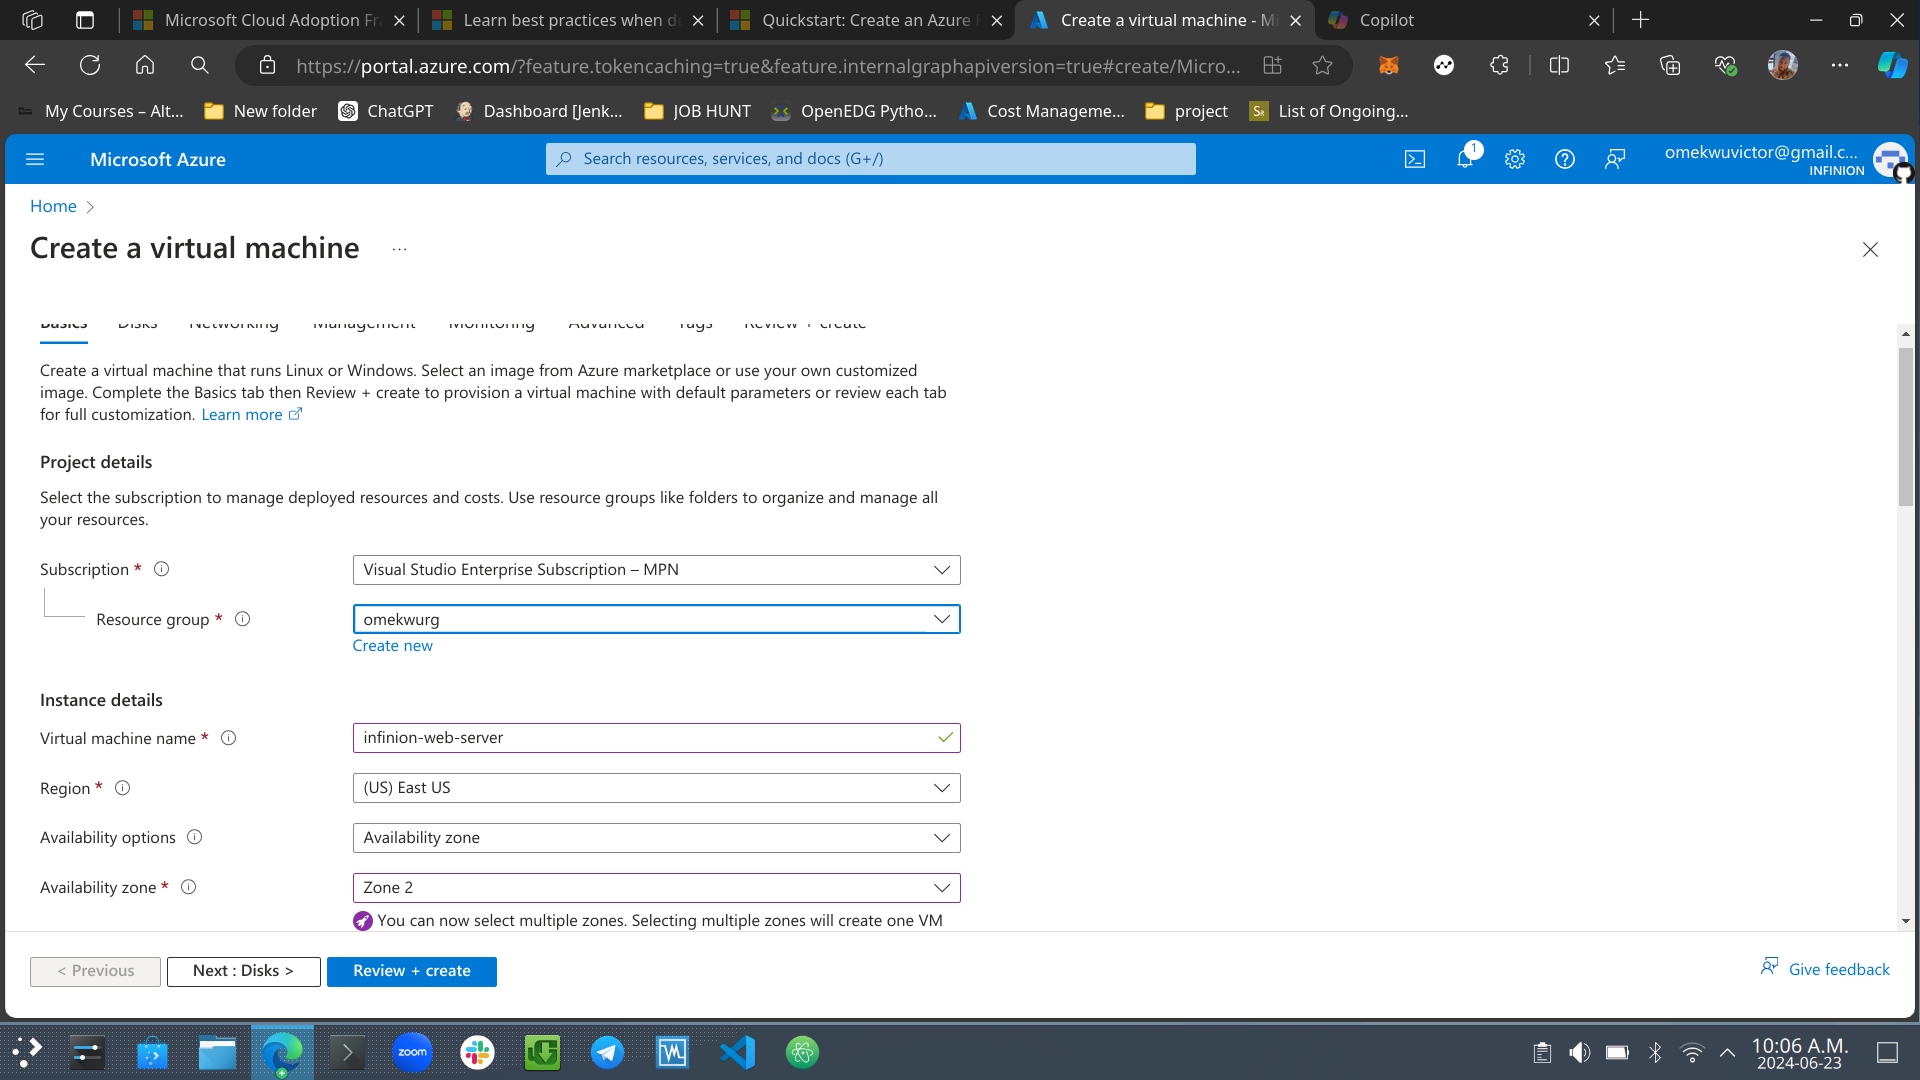 Microsoft Cloud Adoption Fra
Learn best practices when de
Quickstart: Create an Azure
Create a virtual machine - Mi
Copilot
https://portal.azure.com/?feature.tokencaching=true&feature.internalgraphapiversion=true#create/Micro...
My Courses – Alt...
New folder
ChatGPT
Dashboard [Jenk...
JOB HUNT
OpenEDG Pytho...
Cost Manageme...
project
SR
List of Ongoing...
Microsoft Azure
Search resources, services, and docs (G+/)
1
omekwuvictor@gmail.c...
INFINION
Home
Create a virtual machine
...
Basics Disks Networking Management Monitoring Advanced Tags Review + create
Create a virtual machine that runs Linux or Windows. Select an image from Azure marketplace or use your own customized
image. Complete the Basics tab then Review + create to provision a virtual machine with default parameters or review each tab
for full customization. Learn more
Project details
Select the subscription to manage deployed resources and costs. Use resource groups like folders to organize and manage all
your resources.
Subscription *
Visual Studio Enterprise Subscription – MPN
Resource group *
omekwurg
Create new
Instance details
Virtual machine name *
infinion-web-server
Region *
(US) East US
Availability options
Availability zone
Availability zone *
Zone 2
You can now select multiple zones. Selecting multiple zones will create one VM
< Previous
Next : Disks >
Review + create
Give feedback
zoom
10:06 A.M.
2024-06-23